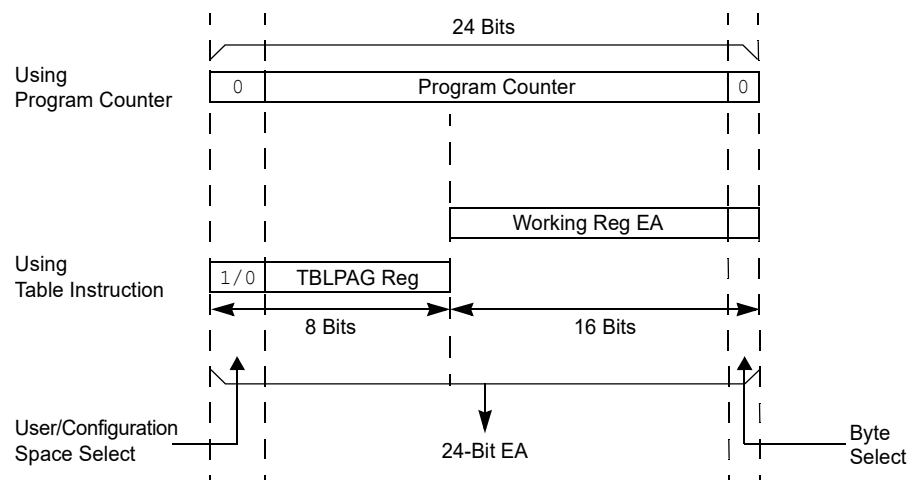 24 Bits
Using
Program Counter
0 Program Counter 0
Working Reg EA
Using
Table Instruction
1/0 TBLPAG Reg
8 Bits 16 Bits
User/Configuration
Space Select
24-Bit EA
Byte
Select